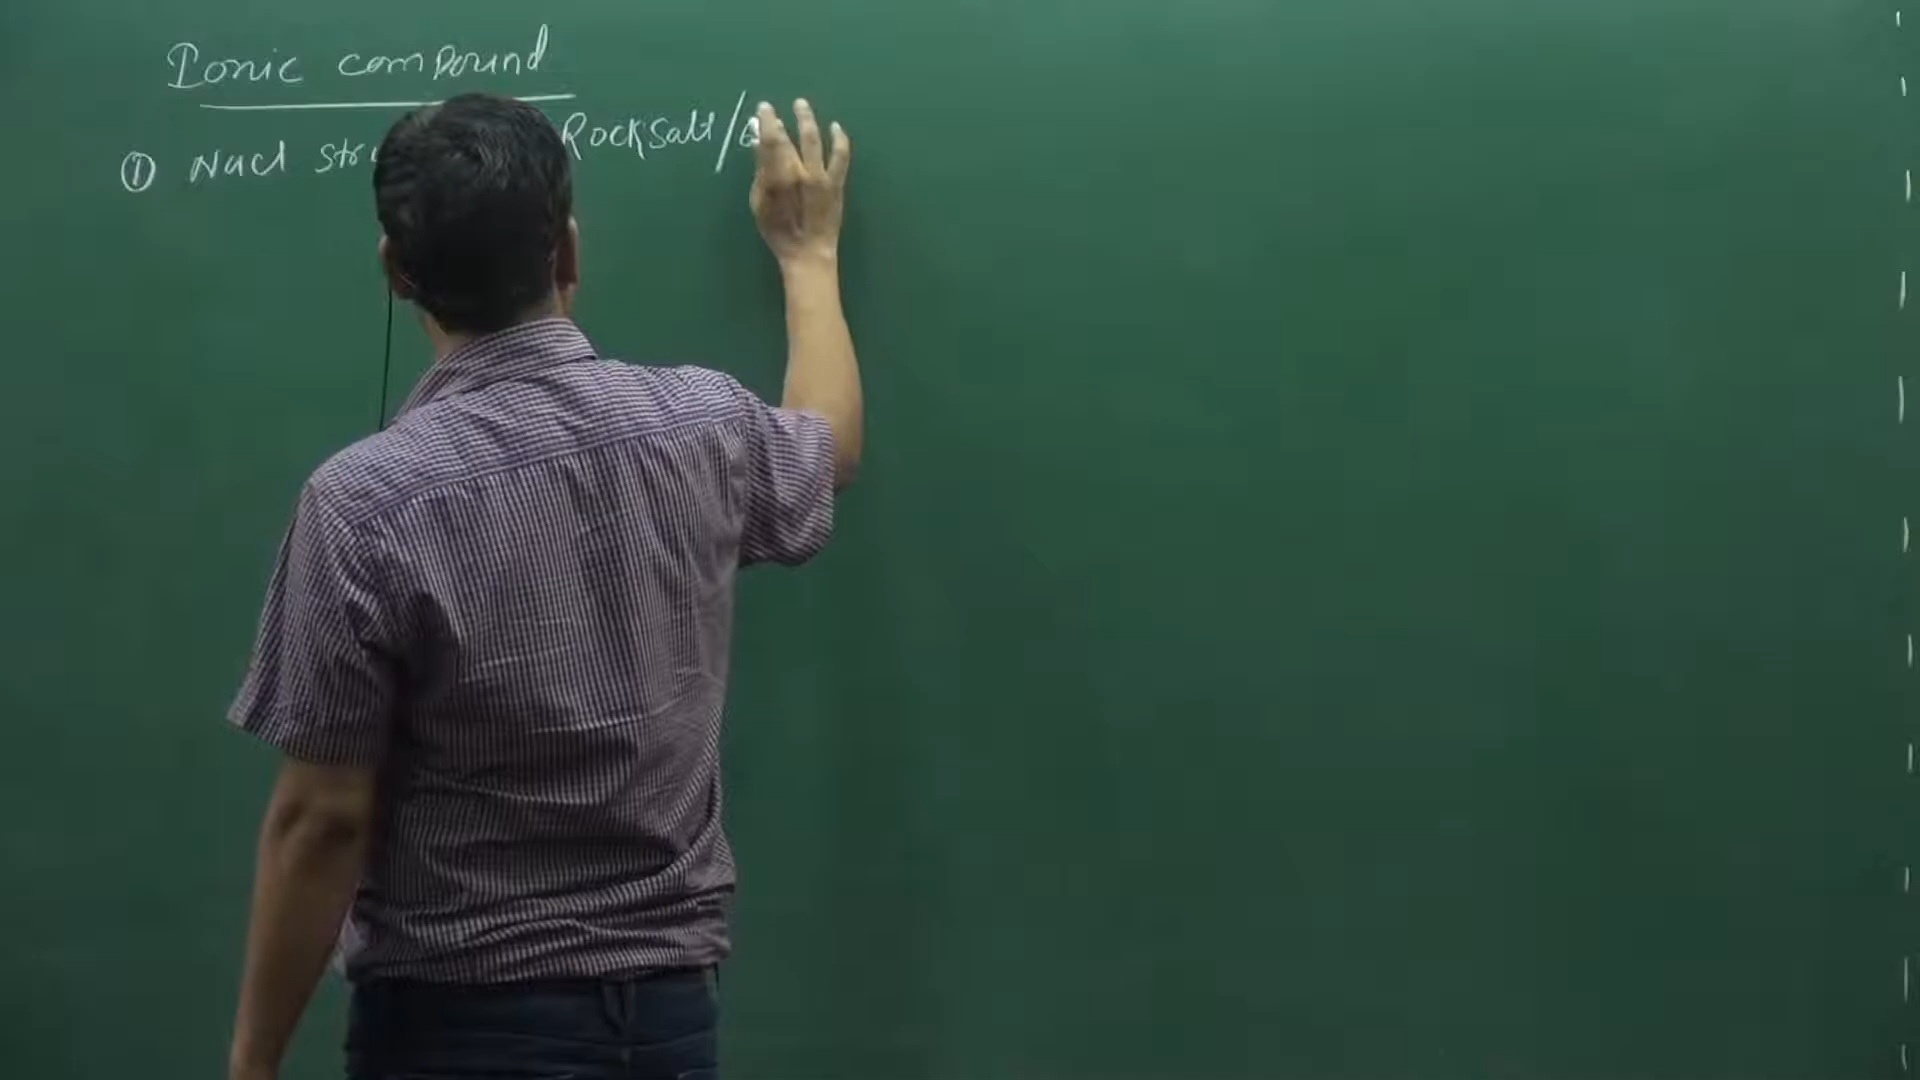 Ionic compound
① Nacl Str Rocksalt/